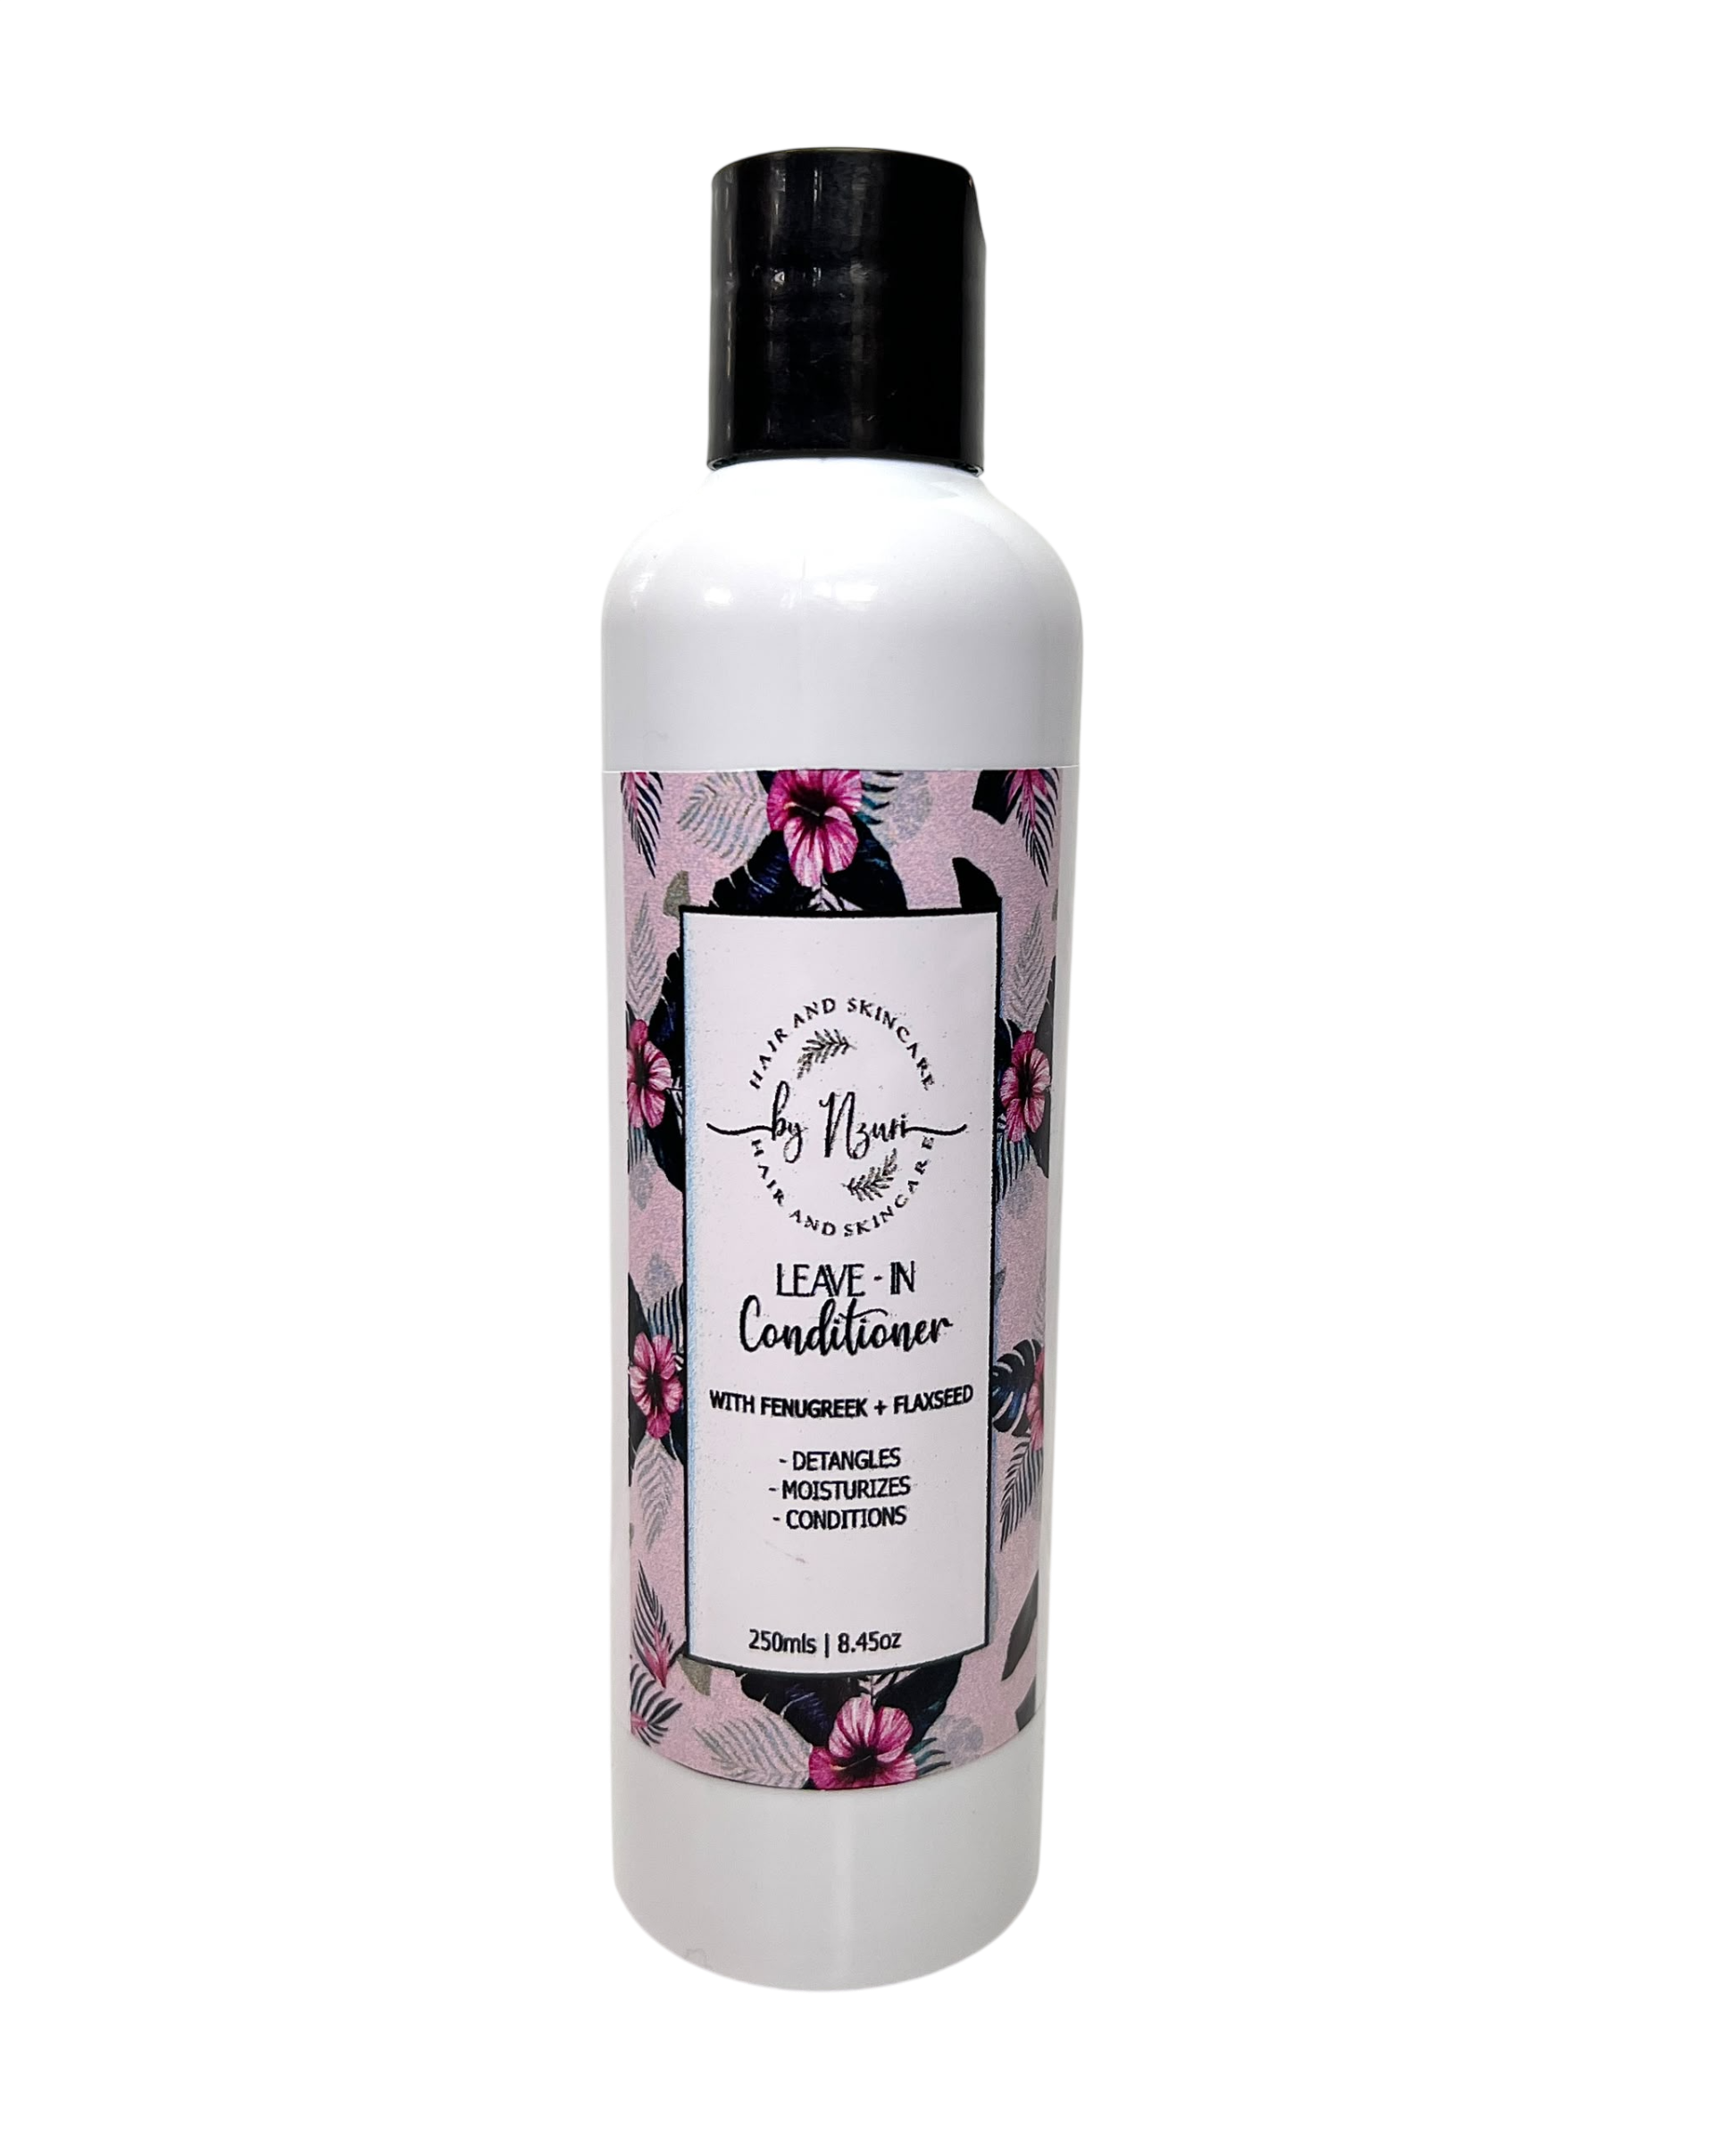 HAIR AND SKINCARE
by Nzuri
HAIR AND SKINCARE
LEAVE - IN
Conditioner
WITH FENUGREEK + FLAXSEED
- DETANGLES
- MOISTURIZES
- CONDITIONS
250mls | 8.45oz